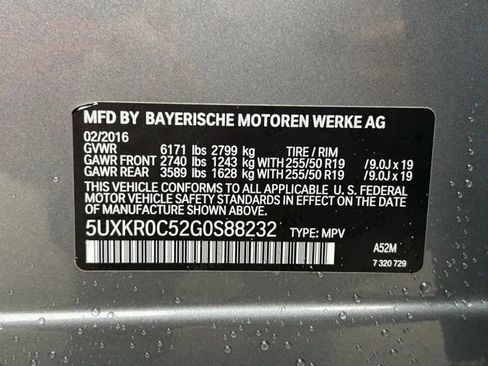 MFD BY BAYERISCHE MOTOREN WERKE AG
02/2016
GVWR 6171 lbs 2799 kg TIRE / RIM
GAWR FRONT 2740 lbs 1243 kg WITH 255/50 R19 /9.0J x 19
GAWR REAR 3589 lbs 1628 kg WITH 255/50 R19 /9.0J x 19
THIS VEHICLE CONFORMS TO ALL APPLICABLE
U.S. FEDERAL MOTOR VEHICLE SAFETY
STANDARDS IN EFFECT ON THE DATE OF
MANUFACTURE SHOWN ABOVE.
5UXKR0C52G0S88232 TYPE: MPV
A52M
7 320 729